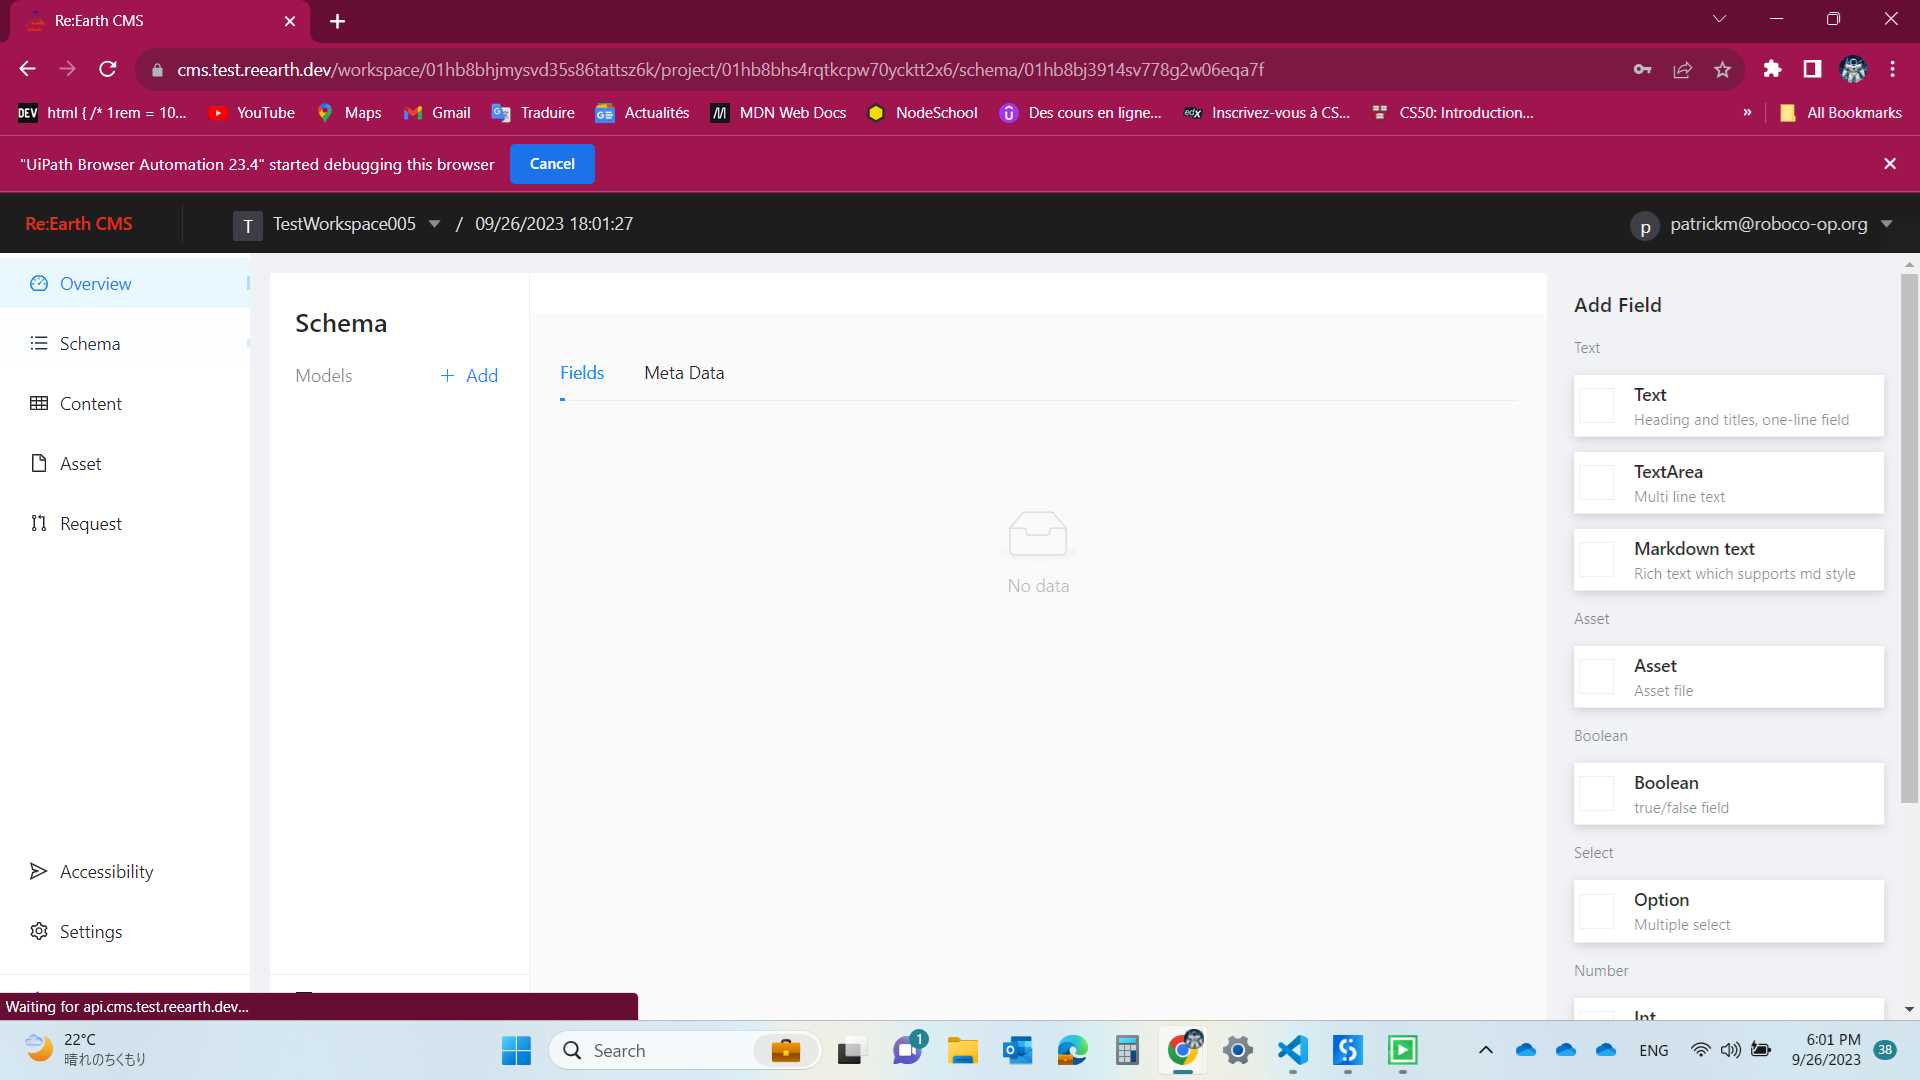 Re:Earth CMS
cms.test.reearth.dev/workspace/01hb8bhjmysvd35s86tattsz6k/project/01hb8bhs4rqtkcpw70ycktt2x6/schema/01hb8bj3914sv778g2w06eqa7f
DEV html { /* 1rem = 10... YouTube Maps Gmail Traduire Actualités MDN Web Docs NodeSchool Des cours en ligne... edX Inscrivez-vous à CS... CS50: Introduction... » All Bookmarks
"UiPath Browser Automation 23.4" started debugging this browser Cancel
Re:Earth CMS T TestWorkspace005 / 09/26/2023 18:01:27 p patrickm@roboco-op.org
Overview
Schema
Content
Asset
Request
Accessibility
Settings
Schema
Models + Add
Fields Meta Data
No data
Add Field
Text
Text
Heading and titles, one-line field
TextArea
Multi line text
Markdown text
Rich text which supports md style
Asset
Asset
Asset file
Boolean
Boolean
true/false field
Select
Option
Multiple select
Number
Int
Waiting for api.cms.test.reearth.dev...
22°C
晴れのちくもり
Search
1
ENG
6:01 PM
9/26/2023
38